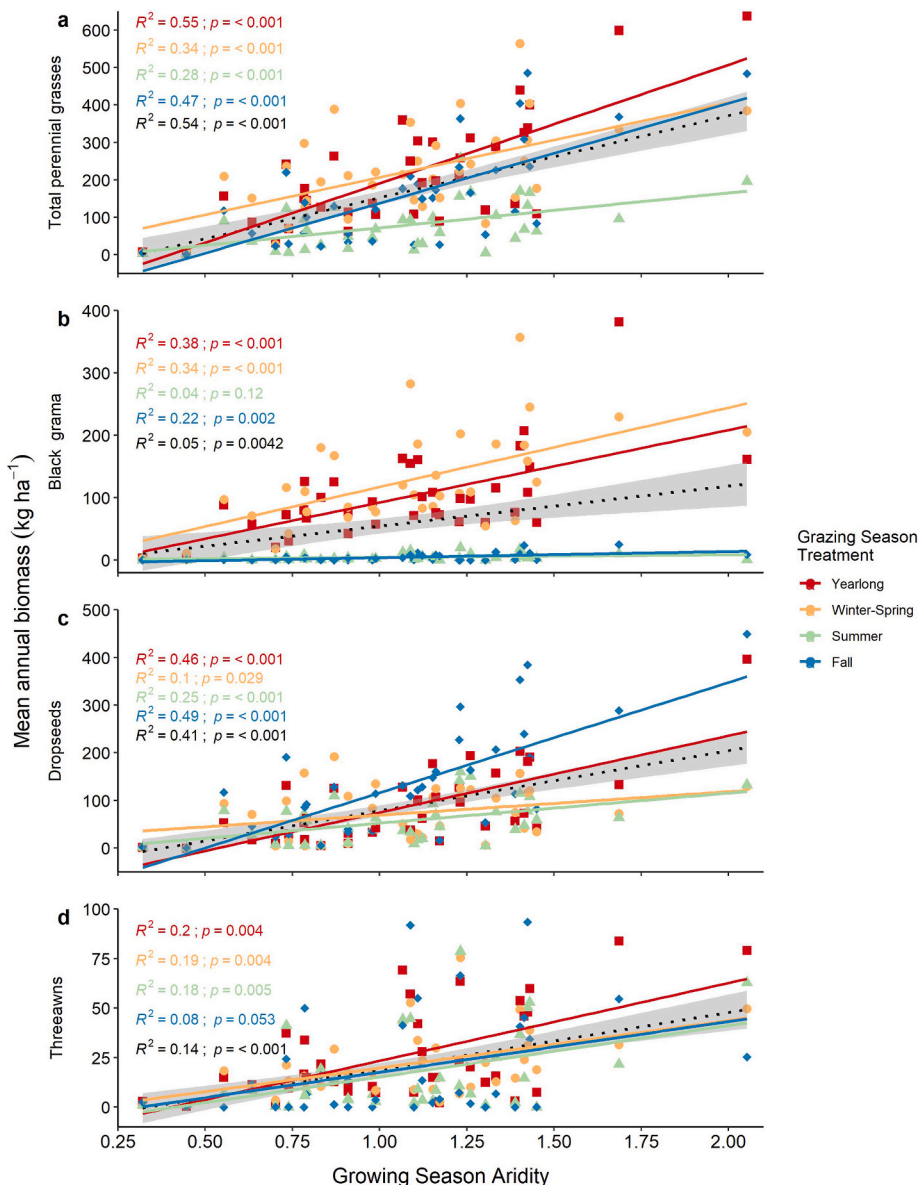 a
R² = 0.55 ; p = < 0.001
R² = 0.34 ; p = < 0.001
R² = 0.28 ; p = < 0.001
R² = 0.47 ; p = < 0.001
R² = 0.54 ; p = < 0.001
Total perennial grasses
600
500
400
300
200
100
0
b
R² = 0.38 ; p = < 0.001
R² = 0.34 ; p = < 0.001
R² = 0.04 ; p = 0.12
R² = 0.22 ; p = 0.002
R² = 0.05 ; p = 0.0042
Black grama
400
300
200
100
0
Mean annual biomass (kg ha⁻¹)
Grazing Season
Treatment
Yearlong
Winter-Spring
Summer
Fall
c
R² = 0.46 ; p = < 0.001
R² = 0.1 ; p = 0.029
R² = 0.25 ; p = < 0.001
R² = 0.49 ; p = < 0.001
R² = 0.41 ; p = < 0.001
Dropseeds
500
400
300
200
100
0
d
R² = 0.2 ; p = 0.004
R² = 0.19 ; p = 0.004
R² = 0.18 ; p = 0.005
R² = 0.08 ; p = 0.053
R² = 0.14 ; p = < 0.001
Threeawns
100
75
50
25
0
0.25 0.50 0.75 1.00 1.25 1.50 1.75 2.00
Growing Season Aridity